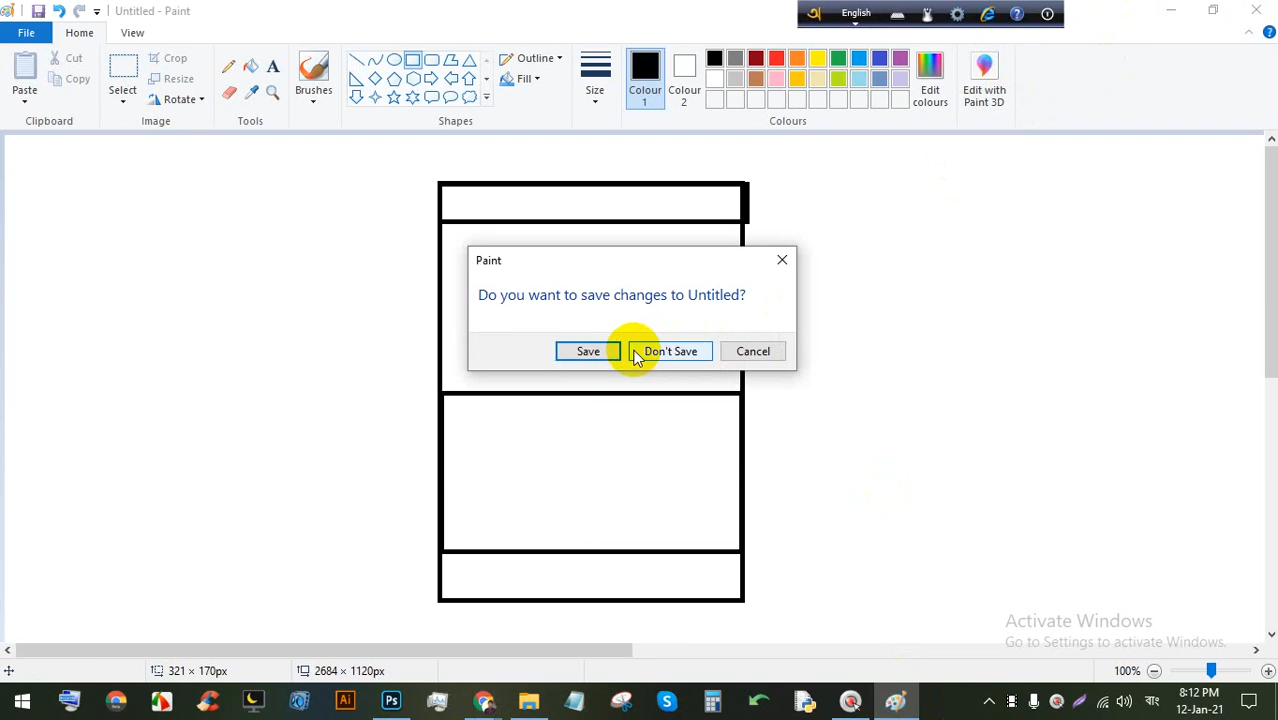 Untitled - Paint
English
File Home View
Paste
Cut
Copy
Clipboard
Select
Crop
Resize
Rotate
Image
A
Tools
Brushes
Shapes
Outline
Fill
Size
Colour
1
Colour
2
Edit
colours
Colours
Edit with
Paint 3D
Paint
Do you want to save changes to Untitled?
Save Don't Save Cancel
Activate Windows
Go to Settings to activate Windows.
321 × 170px 2684 × 1120px 100%
Ai Ps বাং 8:12 PM
12-Jan-21